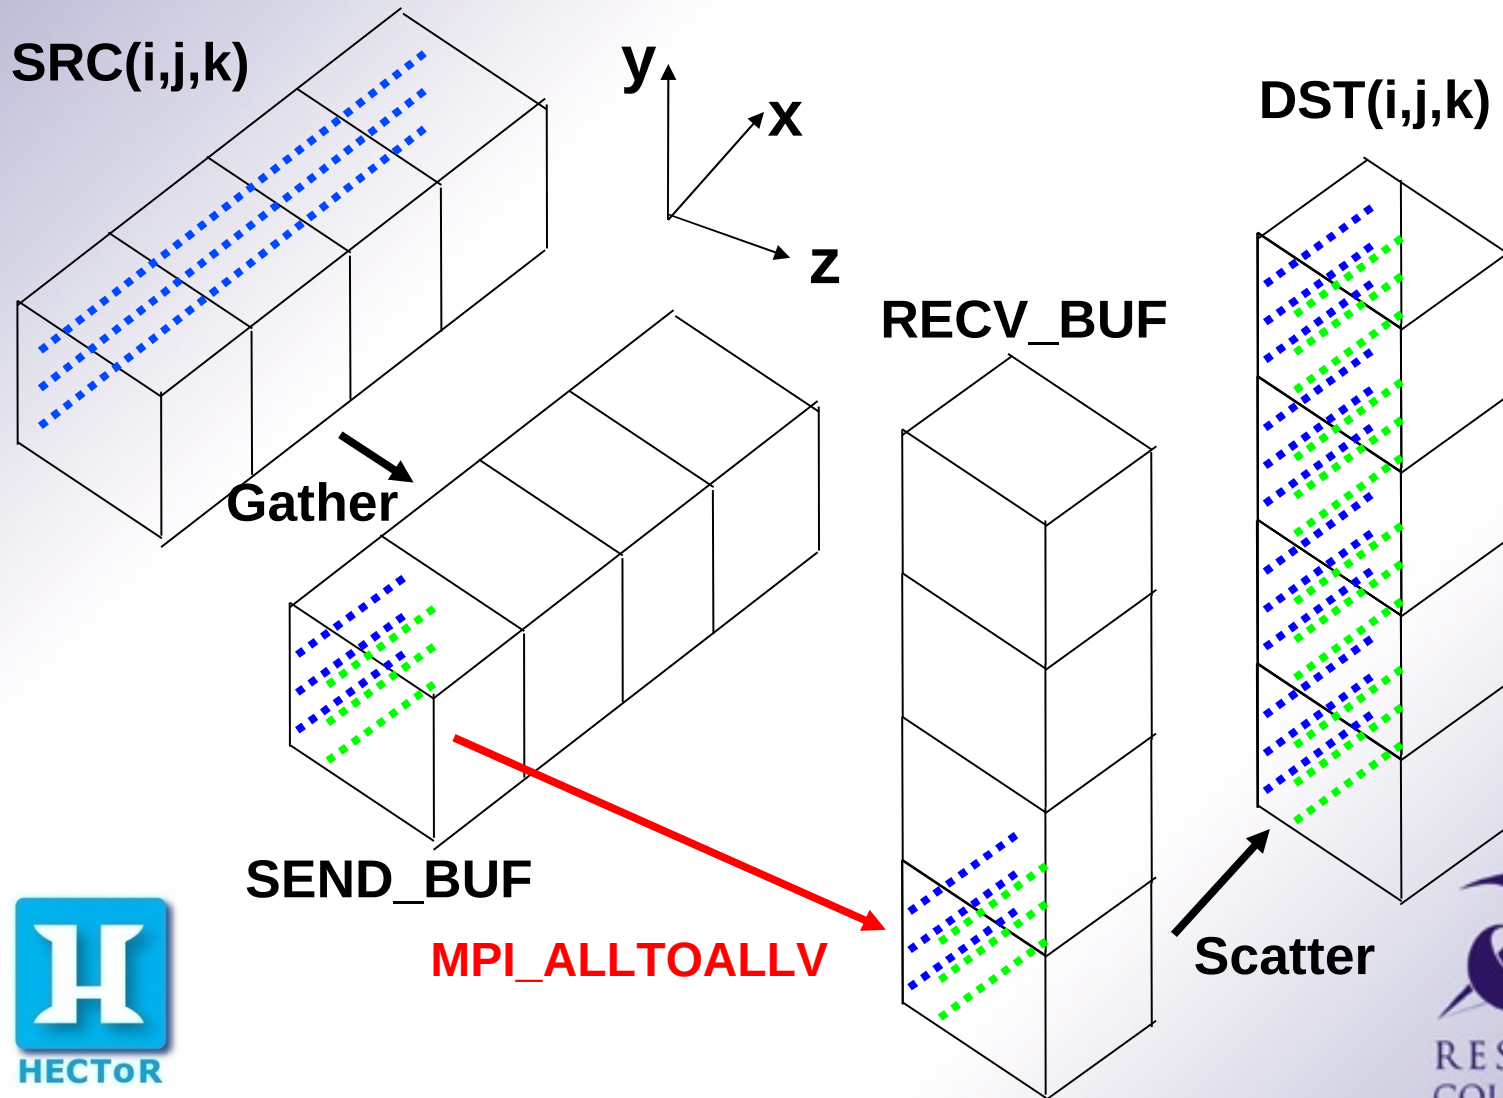 SRC(i,j,k)
y
x
z
DST(i,j,k)
RECV_BUF
Gather
SEND_BUF
MPI_ALLTOALLV
Scatter
HECToR